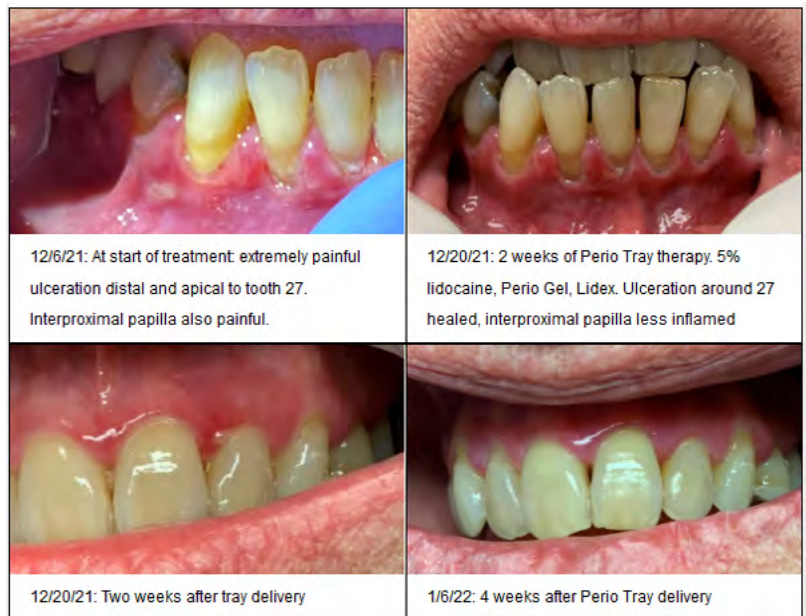 12/6/21: At start of treatment: extremely painful
ulceration distal and apical to tooth 27.
Interproximal papilla also painful.
12/20/21: 2 weeks of Perio Tray therapy. 5%
lidocaine, Perio Gel, Lidex. Ulceration around 27
healed, interproximal papilla less inflamed
12/20/21: Two weeks after tray delivery
1/6/22: 4 weeks after Perio Tray delivery